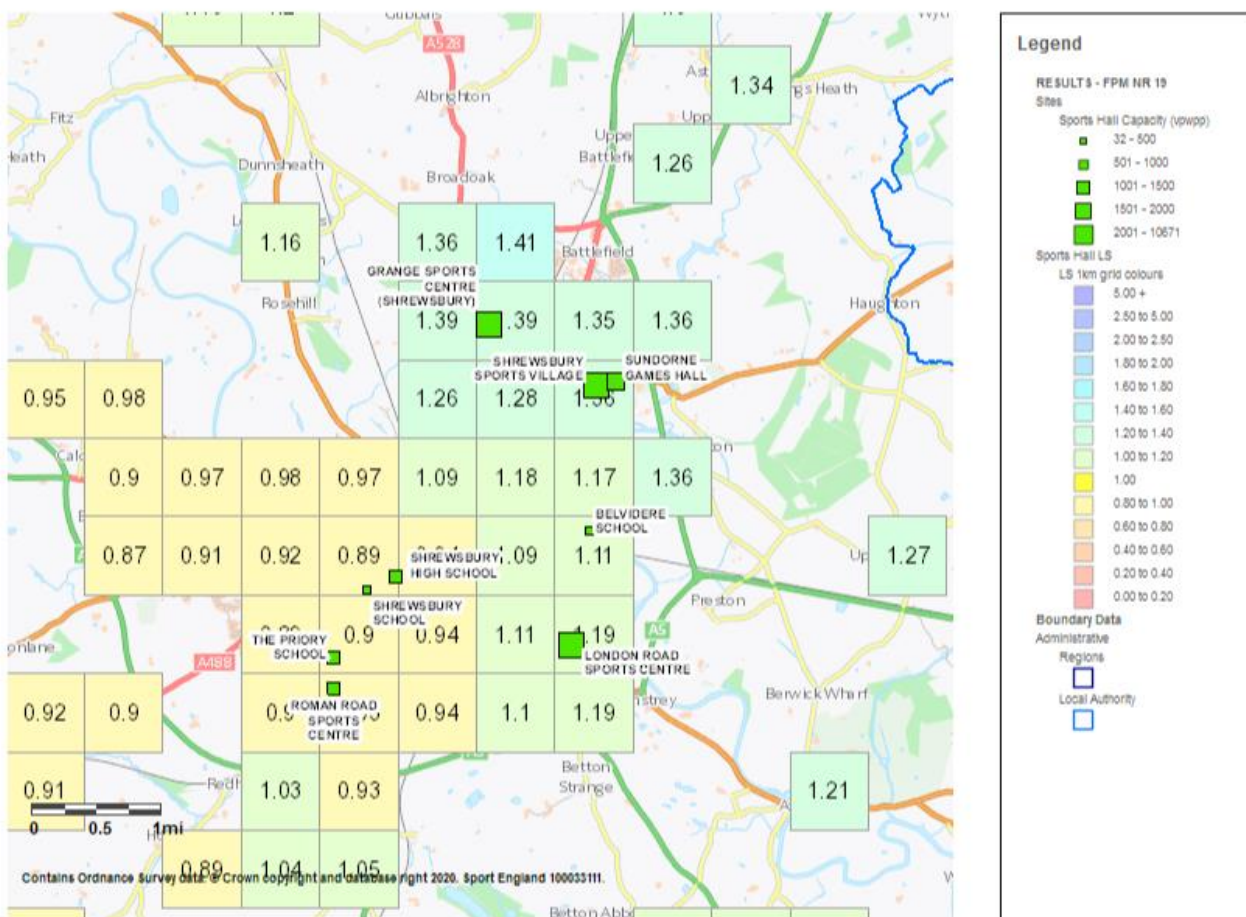 A528
Albrighton
1.34
Fitz
Dunnsheath
Broadoak
1.26
1.16
1.36
1.41
Battlefield
GRANGE SPORTS
CENTRE
(SHREWSBURY)
Rosehill
1.39
.39
1.35
1.36
Haughton
SHREWSBURY
SPORTS VILLAGE
SUNDORNE
GAMES HALL
0.95
0.98
1.26
1.28
0.9
0.97
0.98
0.97
1.09
1.18
1.17
1.36
BELVIDERE
SCHOOL
0.87
0.91
0.92
0.89
SHREWSBURY
HIGH SCHOOL
.09
1.11
1.27
SHREWSBURY
SCHOOL
Preston
THE PRIORY
SCHOOL
0.9
0.94
1.11
1.19
A5
A488
LONDON ROAD
SPORTS CENTRE
0.92
0.9
ROMAN ROAD
SPORTS
CENTRE
0.94
1.1
1.19
Berwick Wharf
Betton
Strange
0.91
1.03
0.93
1.21
0 0.5 1mi
0.89
1.04
1.05
Contains Ordnance Survey data © Crown copyright and database right 2020. Sport England 100033111.
Legend
RESULTS - FPM NR 19
Sites
Sports Hall Capacity (vpwpp)
32 - 500
501 - 1000
1001 - 1500
1501 - 2000
2001 - 10671
Sports Hall LS
LS 1km grid colours
5.00 +
2.50 to 5.00
2.00 to 2.50
1.80 to 2.00
1.60 to 1.80
1.40 to 1.60
1.20 to 1.40
1.00 to 1.20
1.00
0.80 to 1.00
0.60 to 0.80
0.40 to 0.60
0.20 to 0.40
0.00 to 0.20
Boundary Data
Administrative
Regions
Local Authority